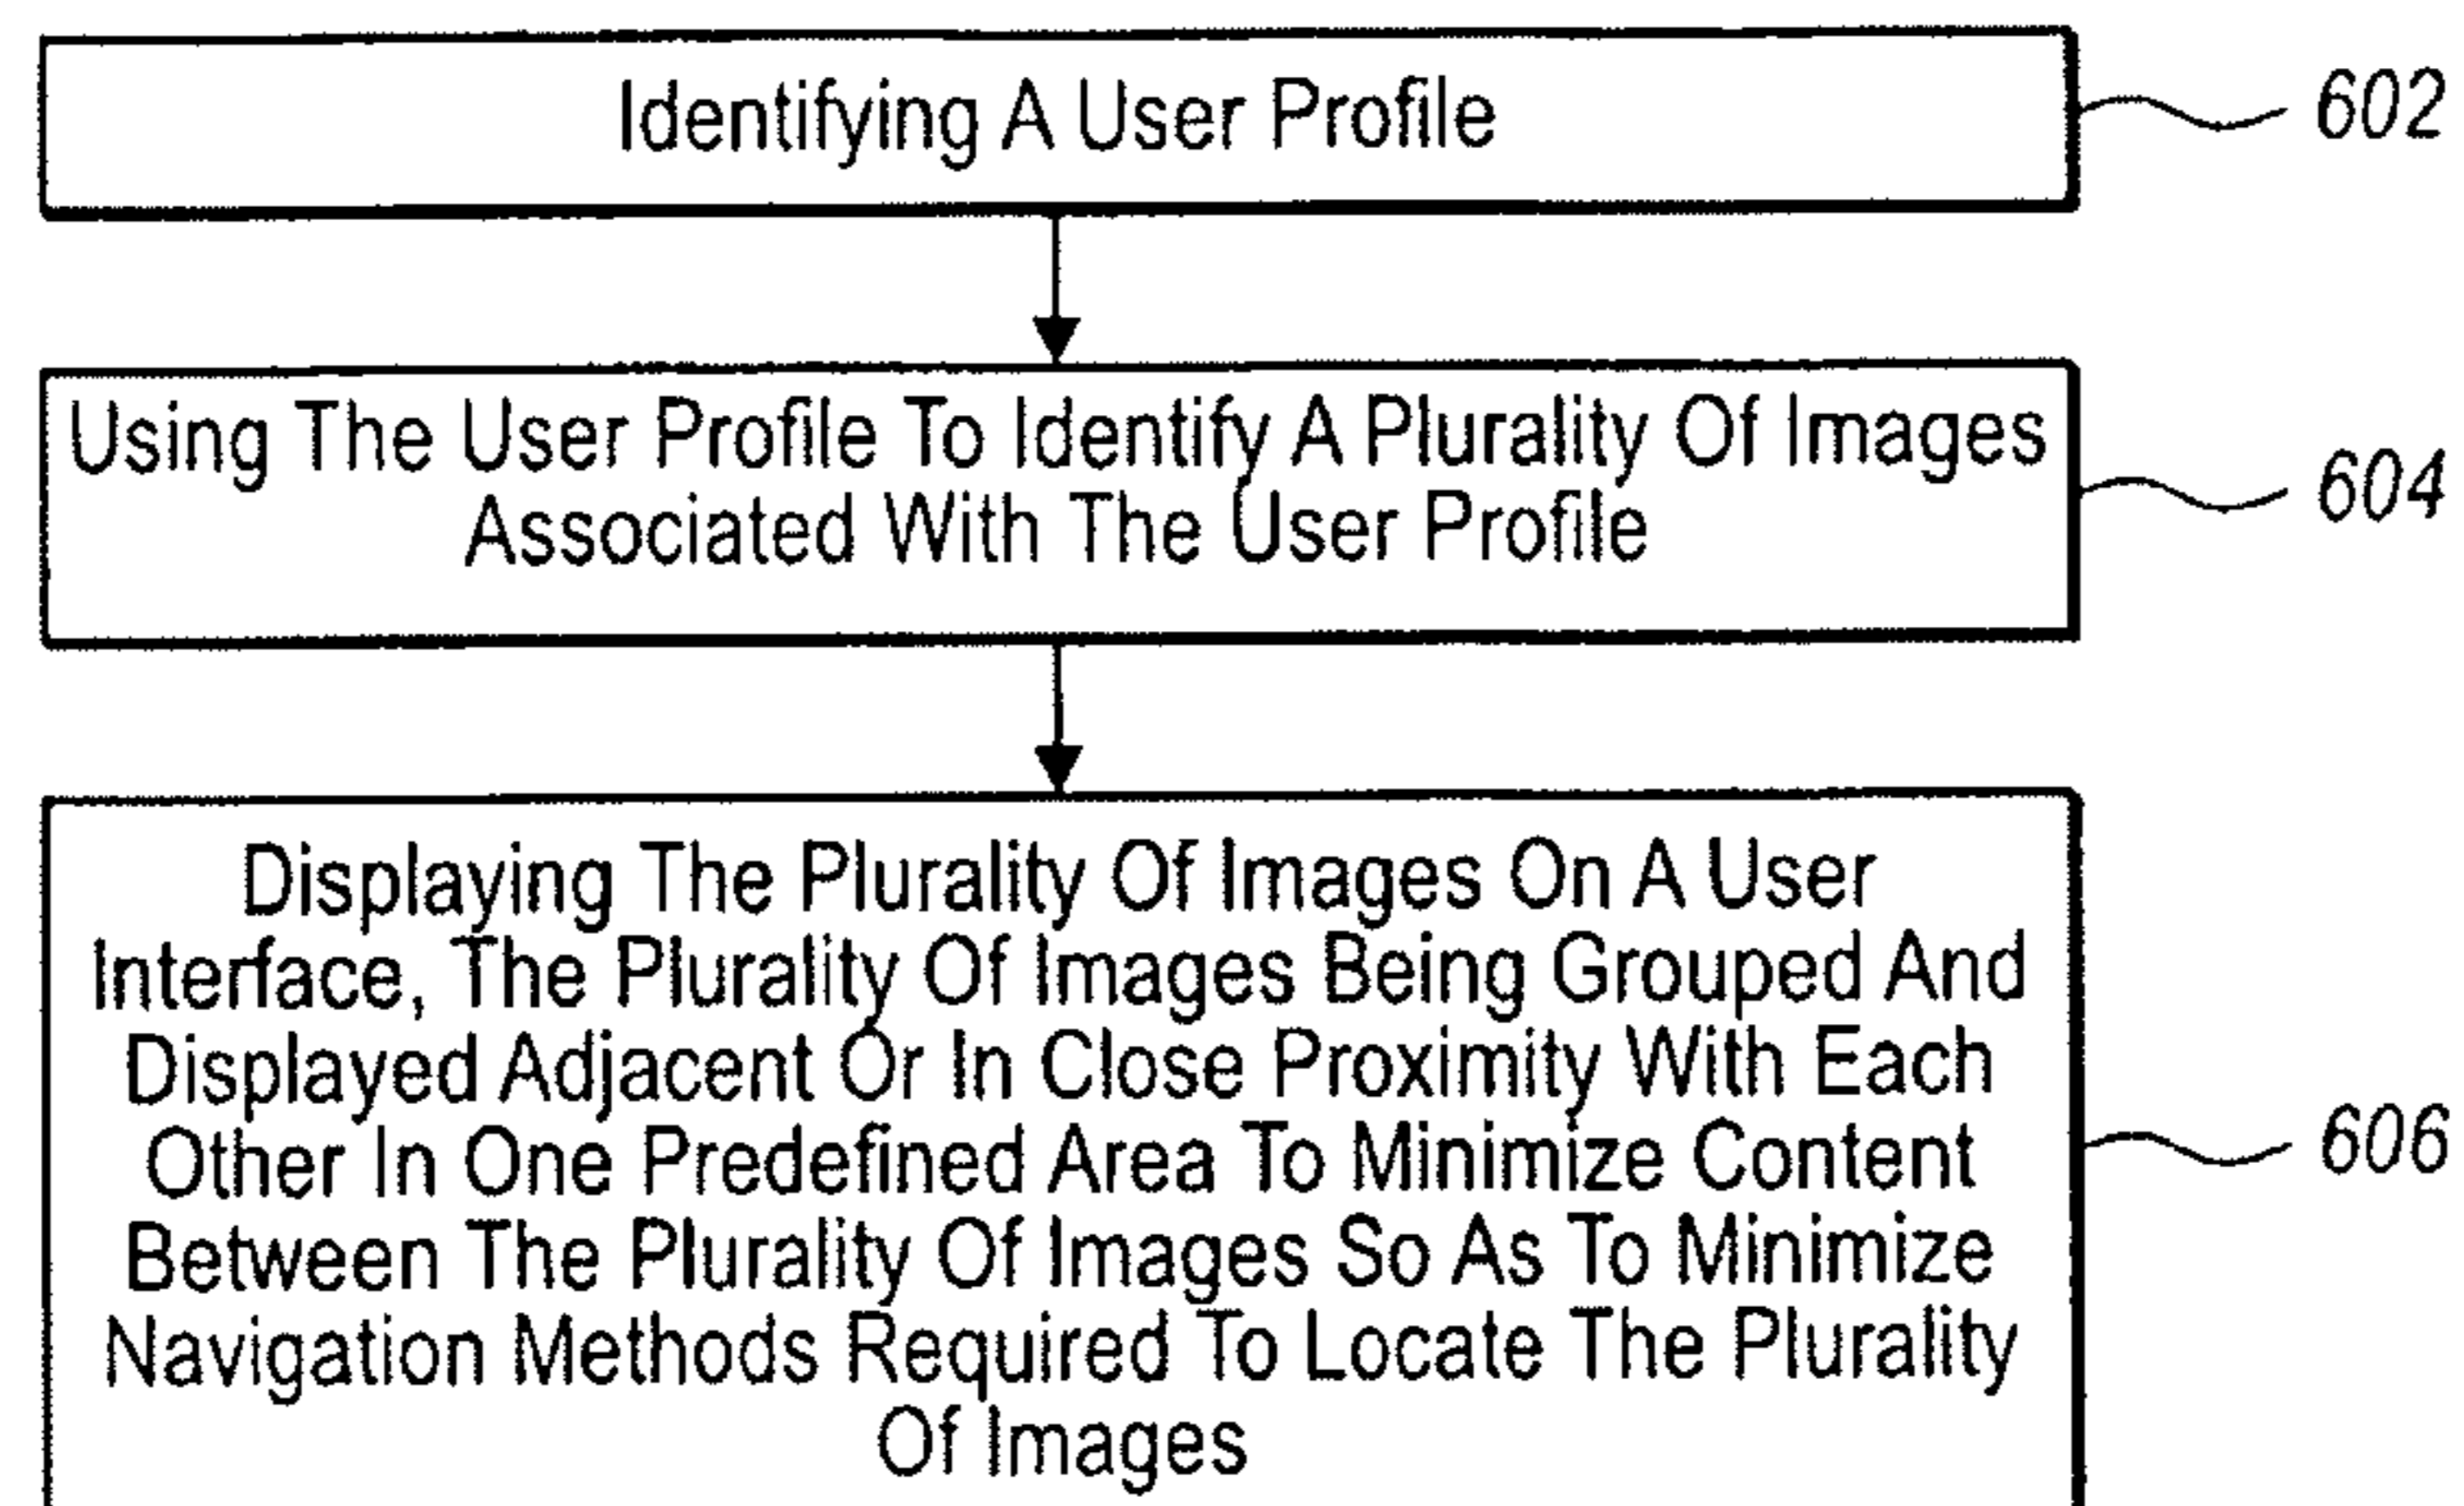 Identifying A User Profile
602
Using The User Profile To Identify A Plurality Of Images
Associated With The User Profile
604
Displaying The Plurality Of Images On A User
Interface, The Plurality Of Images Being Grouped And
Displayed Adjacent Or In Close Proximity With Each
Other In One Predefined Area To Minimize Content
Between The Plurality Of Images So As To Minimize
Navigation Methods Required To Locate The Plurality
Of Images
606